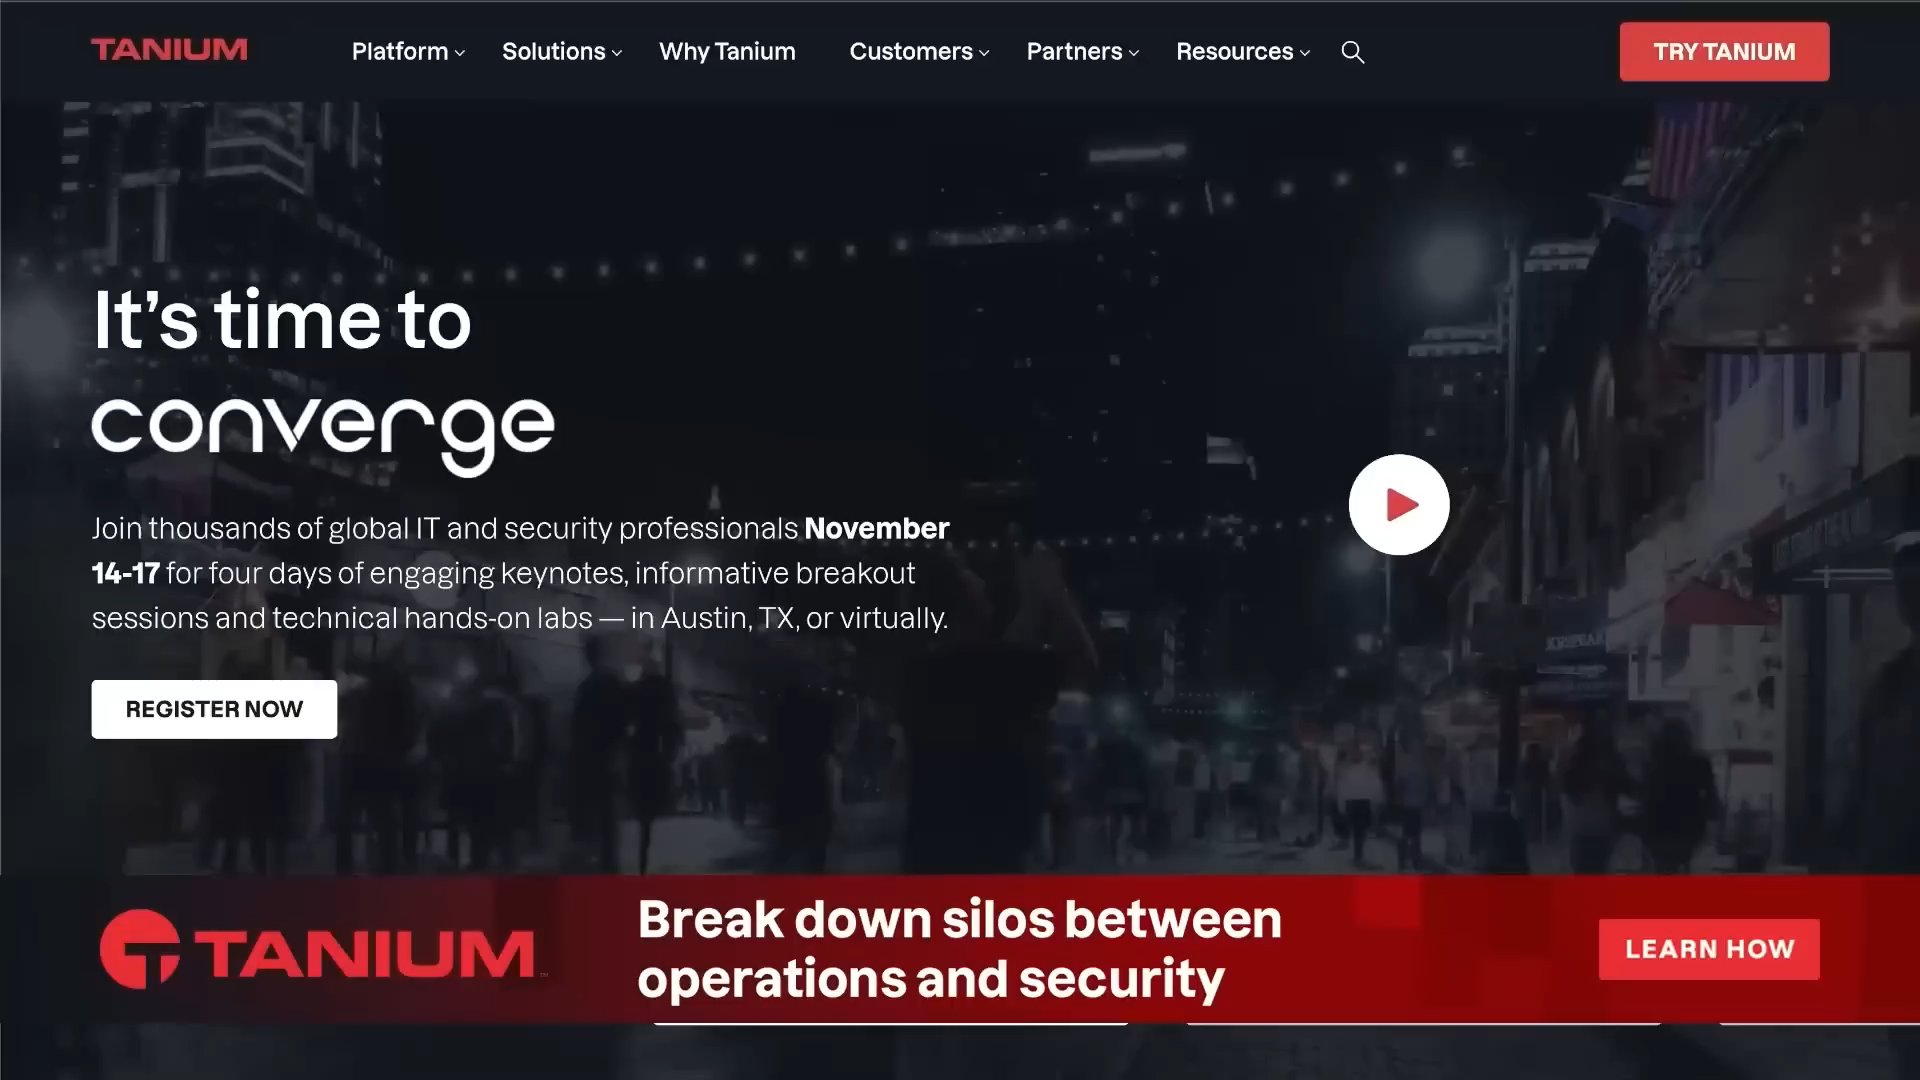 TANIUM
Platform
Solutions
Why Tanium
Customers
Partners
Resources
TRY TANIUM
It’s time to
converge
Join thousands of global IT and security professionals November
14-17 for four days of engaging keynotes, informative breakout
sessions and technical hands-on labs — in Austin, TX, or virtually.
REGISTER NOW
TANIUM
Break down silos between
operations and security
LEARN HOW